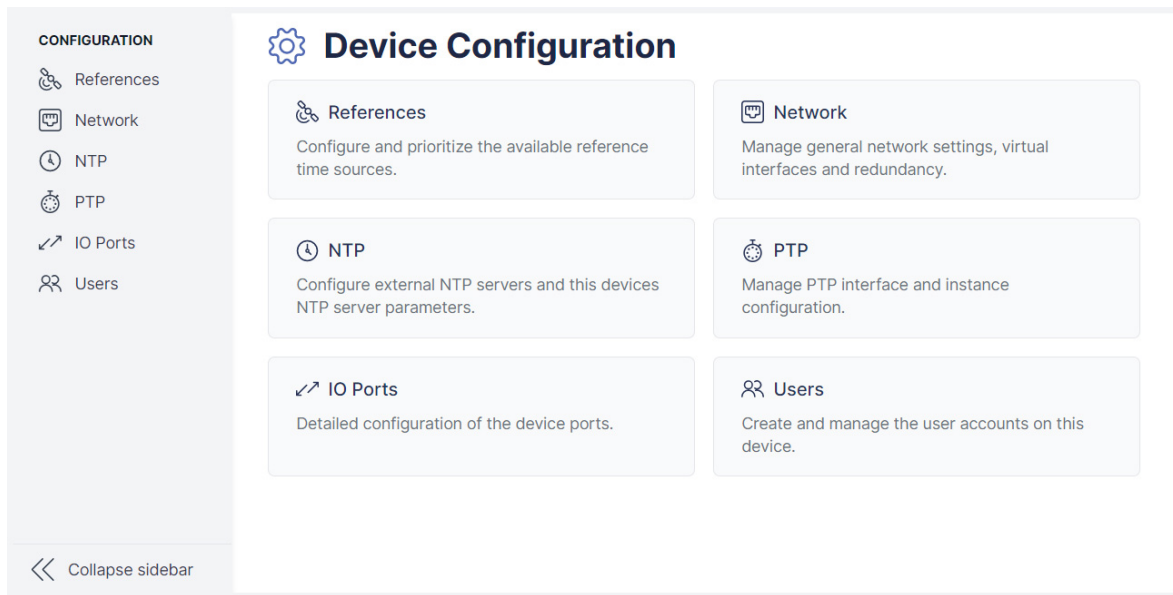 CONFIGURATION
References
Network
NTP
PTP
IO Ports
Users
Collapse sidebar
Device Configuration
References
Configure and prioritize the available reference
time sources.
Network
Manage general network settings, virtual
interfaces and redundancy.
NTP
Configure external NTP servers and this devices
NTP server parameters.
PTP
Manage PTP interface and instance
configuration.
IO Ports
Detailed configuration of the device ports.
Users
Create and manage the user accounts on this
device.